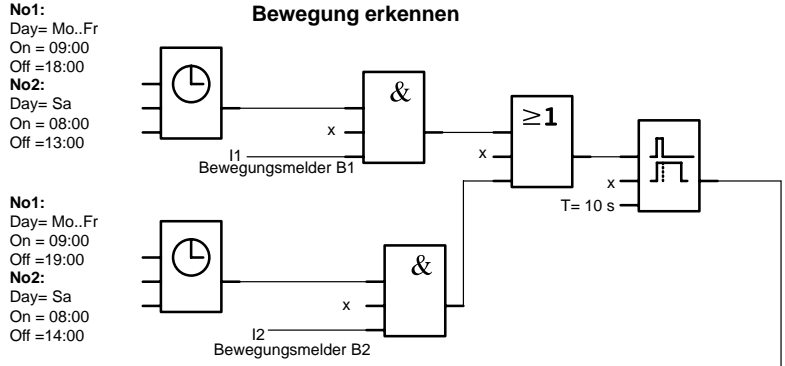 Bewegung erkennen
No1:
Day= Mo..Fr
On = 09:00
Off =18:00
No2:
Day= Sa
On = 08:00
Off =13:00
&
x
I1
Bewegungsmelder B1
≥1
x
x
T= 10 s
No1:
Day= Mo..Fr
On = 09:00
Off =19:00
No2:
Day= Sa
On = 08:00
Off =14:00
&
x
I2
Bewegungsmelder B2